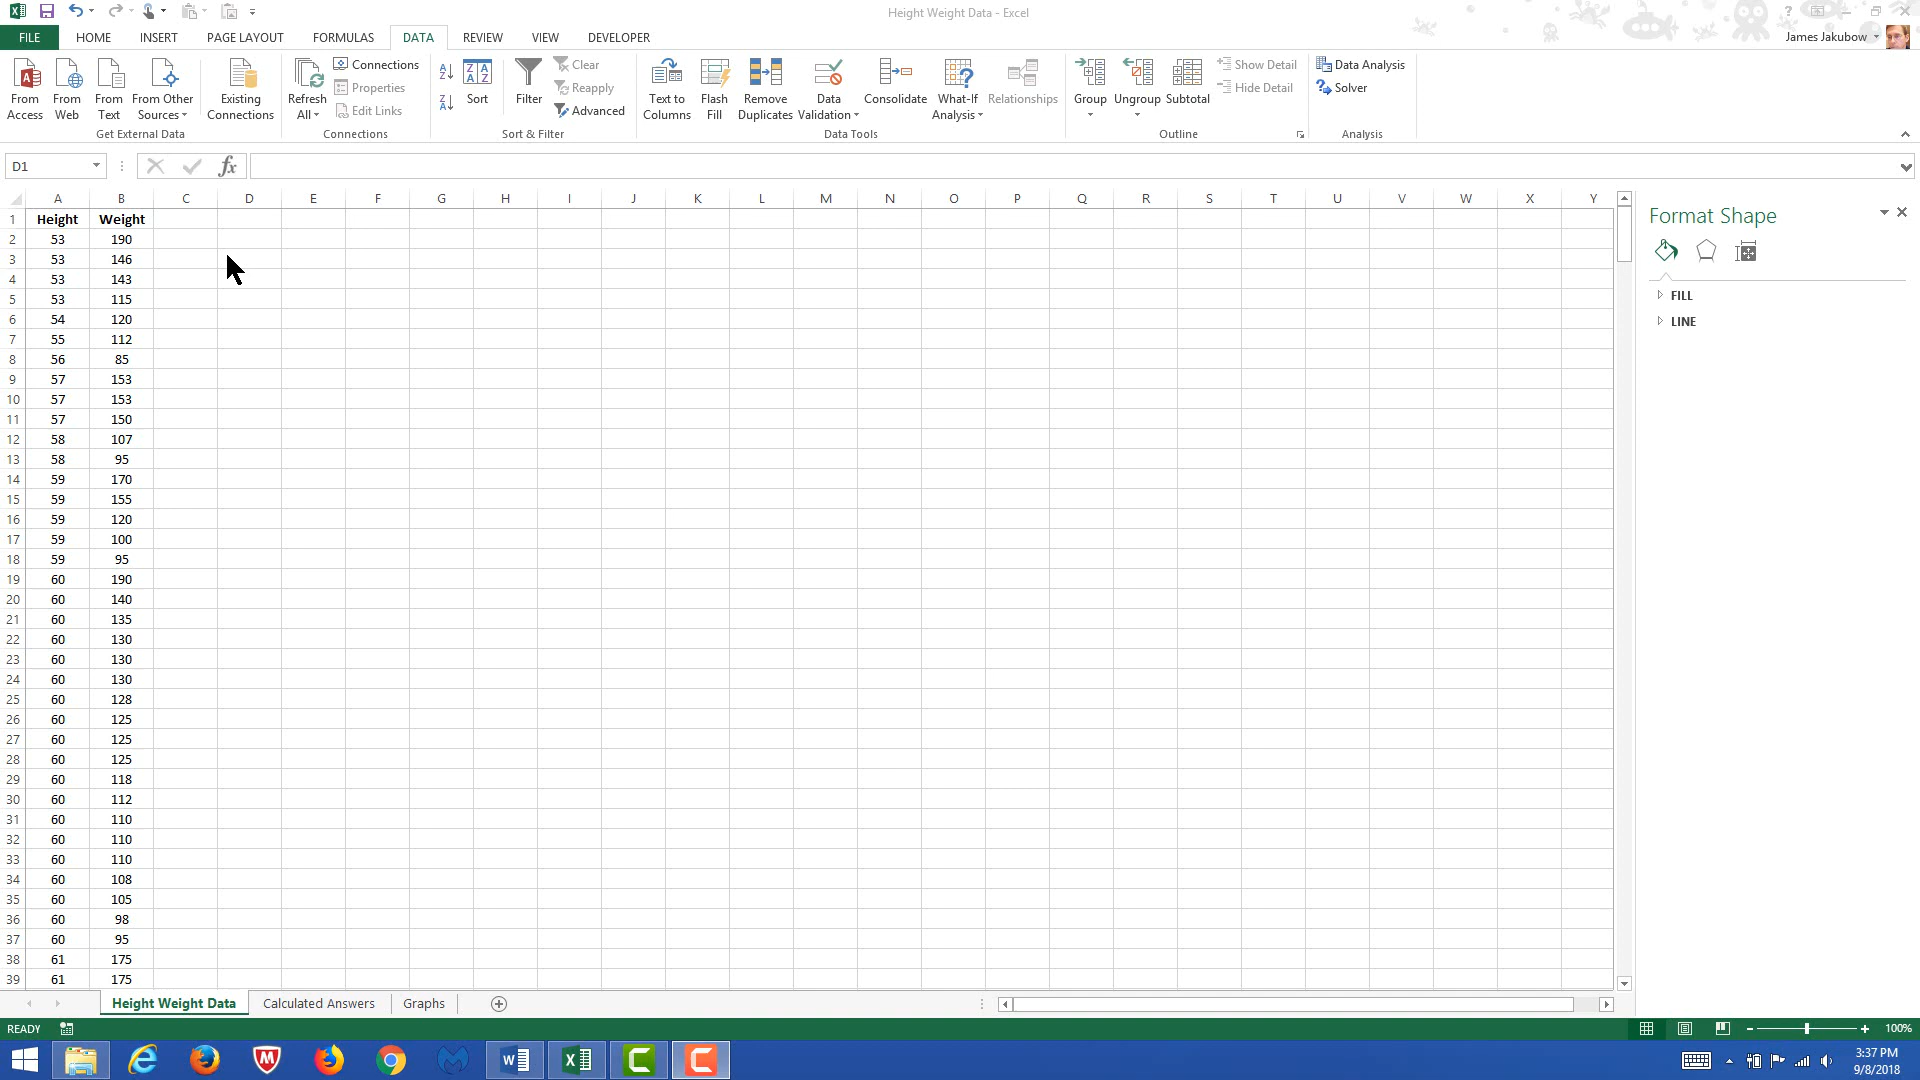 Height Weight Data - Excel
?
FILE HOME INSERT PAGE LAYOUT FORMULAS DATA REVIEW VIEW DEVELOPER James Jakubow
From Access
From Web
From Text
From Other Sources
Existing Connections
Get External Data
Refresh All
Connections
Properties
Edit Links
Connections
Sort
Filter
Clear
Reapply
Advanced
Sort & Filter
Text to Columns
Flash Fill
Remove Duplicates
Data Validation
Consolidate
What-If Analysis
Relationships
Data Tools
Group
Ungroup
Subtotal
Show Detail
Hide Detail
Outline
Data Analysis
Solver
Analysis
D1 fx
A B C D E F G H I J K L M N O P Q R S T U V W X Y
1 Height Weight
2 53 190
3 53 146
4 53 143
5 53 115
6 54 120
7 55 112
8 56 85
9 57 153
10 57 153
11 57 150
12 58 107
13 58 95
14 59 170
15 59 155
16 59 120
17 59 100
18 59 95
19 60 190
20 60 140
21 60 135
22 60 130
23 60 130
24 60 130
25 60 128
26 60 125
27 60 125
28 60 125
29 60 118
30 60 112
31 60 110
32 60 110
33 60 110
34 60 108
35 60 105
36 60 98
37 60 95
38 61 175
39 61 175
Format Shape
FILL
LINE
Height Weight Data Calculated Answers Graphs
READY 100%
3:37 PM
9/8/2018